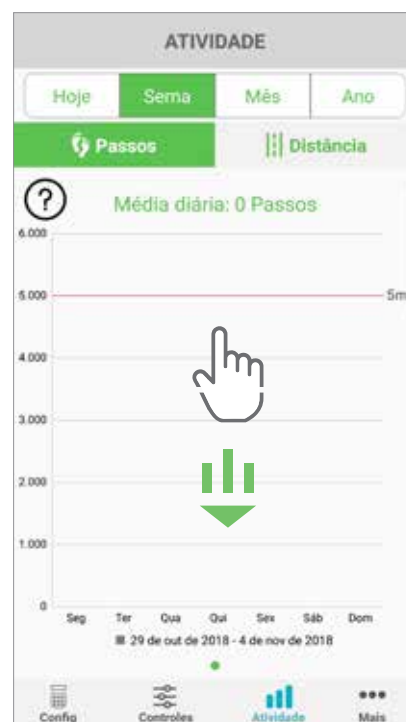 ATIVIDADE
Hoje Sema Mês Ano
Passos Distância
? Média diária: 0 Passos
6.000
5.000 5m
4.000
3.000
2.000
1.000
0
Seg Ter Qua Qui Sex Sáb Dom
29 de out de 2018 - 4 de nov de 2018
Config Controles Atividade Mais